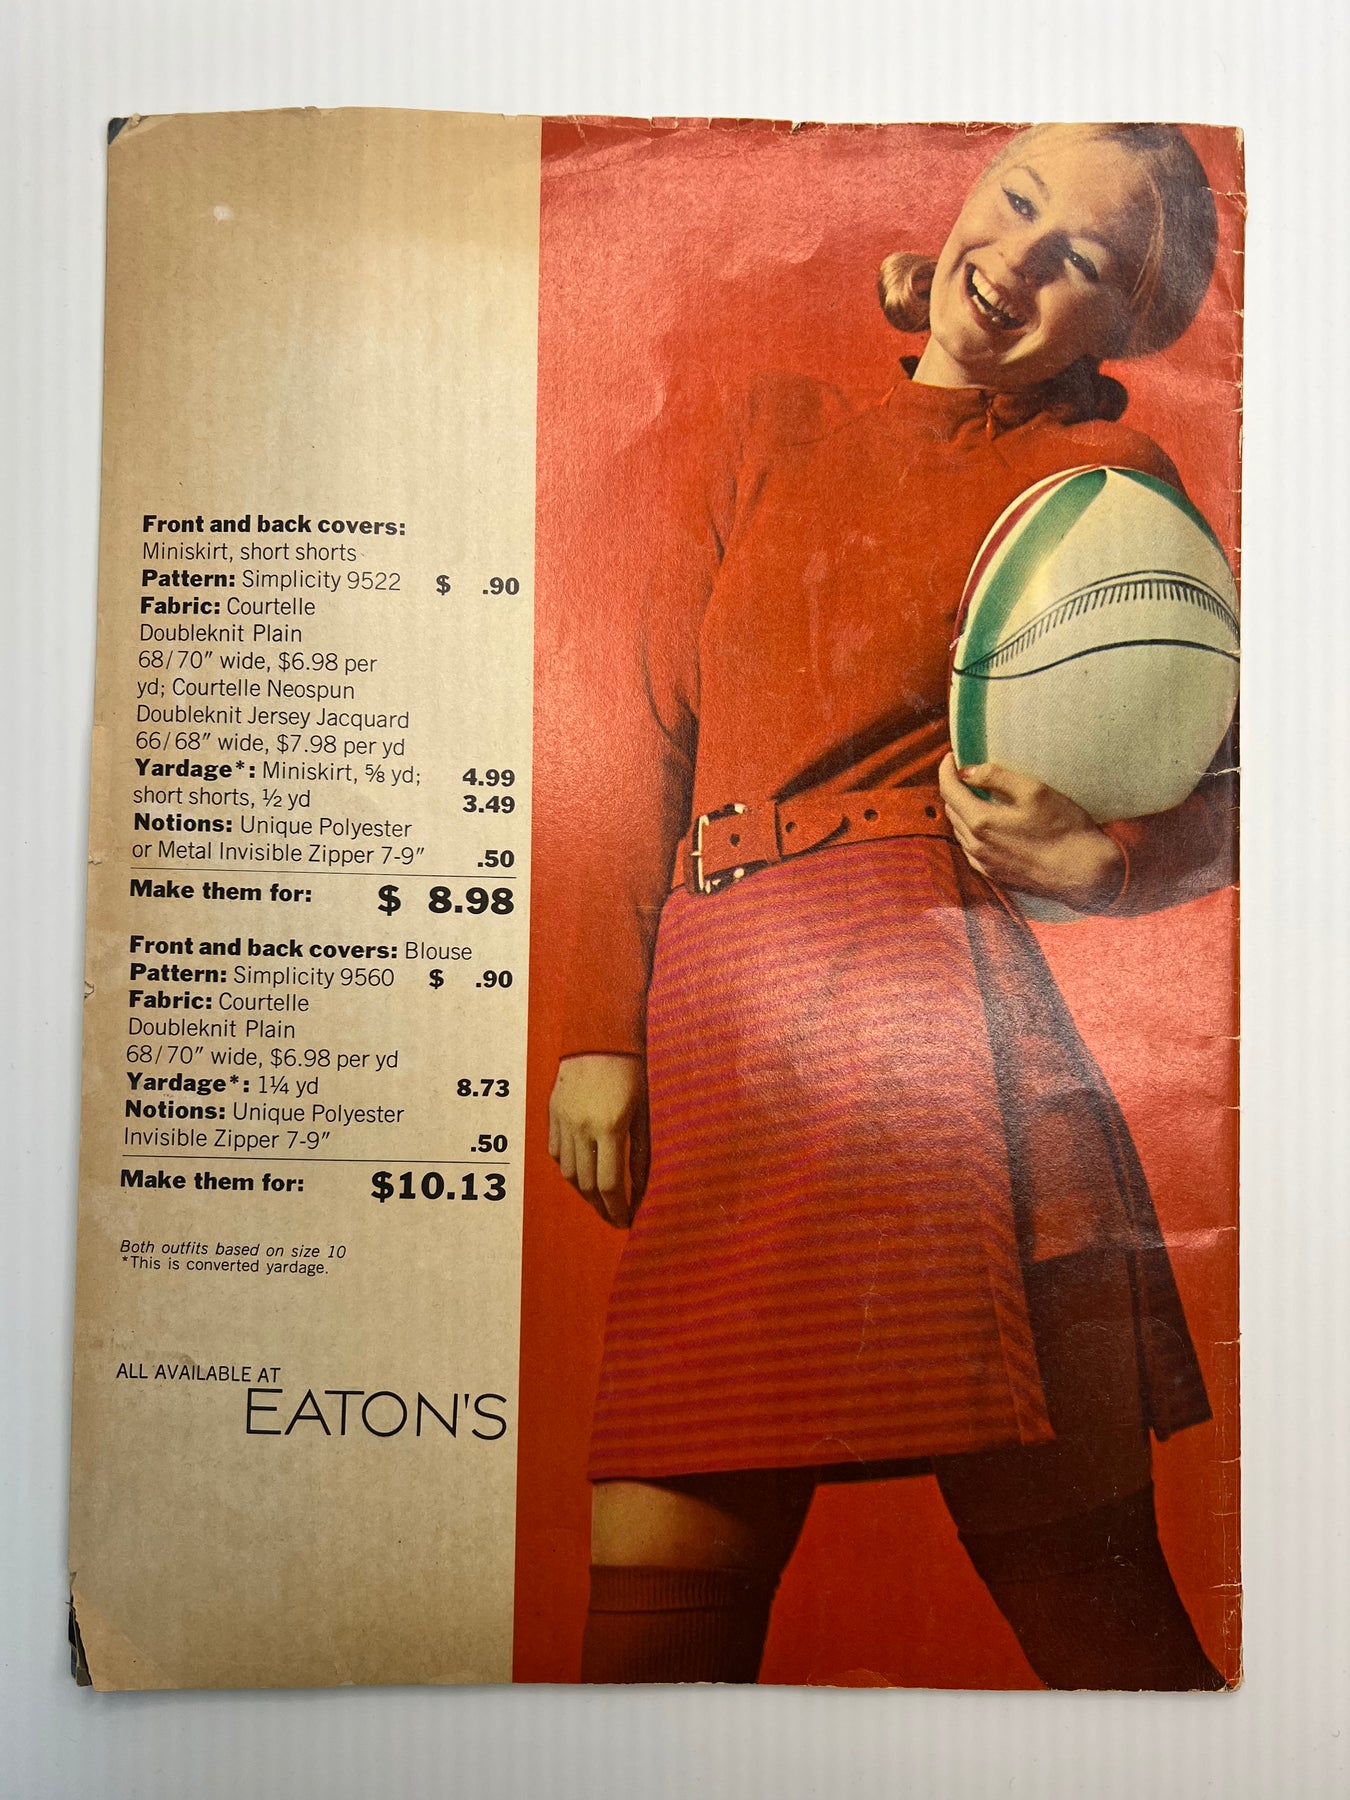 Front and back covers:
Miniskirt, short shorts
Pattern: Simplicity 9522 $ .90
Fabric: Courtelle
Doubleknit Plain
68/70" wide, $6.98 per
yd; Courtelle Neospun
Doubleknit Jersey Jacquard
66/68" wide, $7.98 per yd
Yardage*: Miniskirt, ⅝ yd; 4.99
short shorts, ½ yd 3.49
Notions: Unique Polyester
or Metal Invisible Zipper 7-9" .50
Make them for: $ 8.98
Front and back covers: Blouse
Pattern: Simplicity 9560 $ .90
Fabric: Courtelle
Doubleknit Plain
68/70" wide, $6.98 per yd
Yardage*: 1¼ yd 8.73
Notions: Unique Polyester
Invisible Zipper 7-9" .50
Make them for: $10.13
Both outfits based on size 10
*This is converted yardage.
ALL AVAILABLE AT
EATON'S